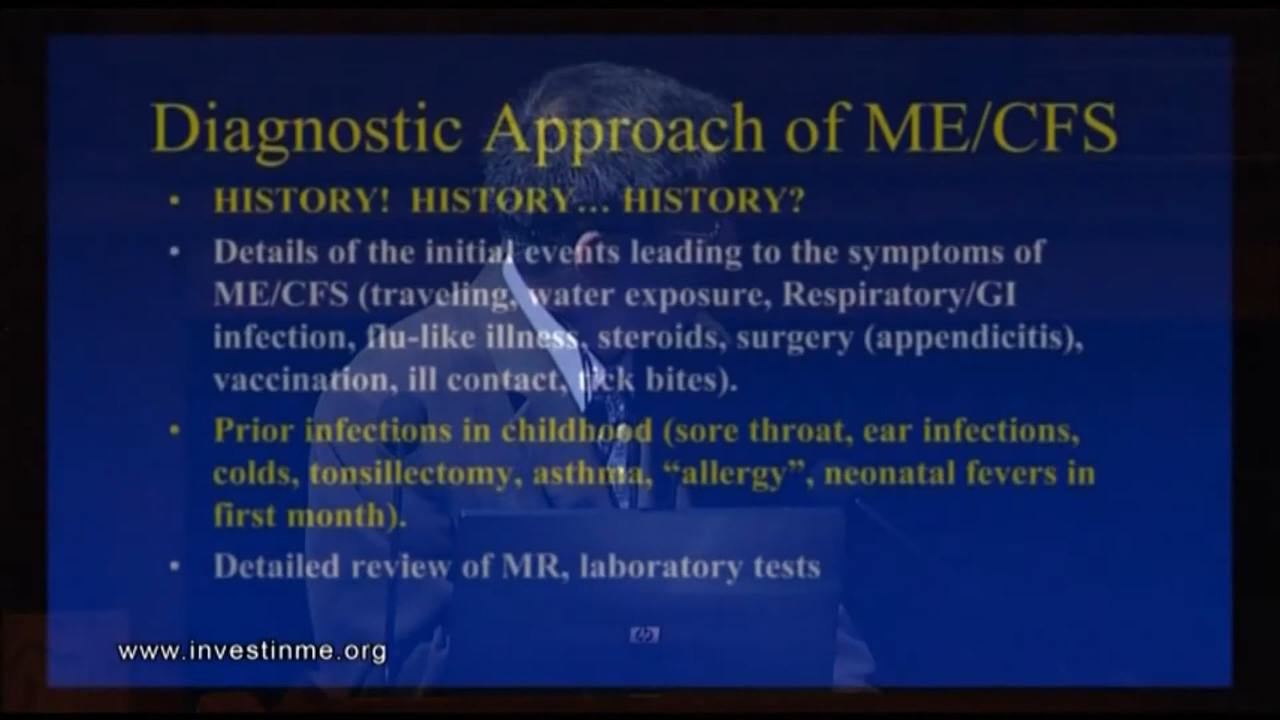 Diagnostic Approach of ME/CFS
• HISTORY! HISTORY... HISTORY?
• Details of the initial events leading to the symptoms of
ME/CFS (traveling, water exposure, Respiratory/GI
infection, flu-like illness, steroids, surgery (appendicitis),
vaccination, ill contact, tick bites).
• Prior infections in childhood (sore throat, ear infections,
colds, tonsillectomy, asthma, “allergy”, neonatal fevers in
first month).
• Detailed review of MR, laboratory tests
hp
www.investinme.org